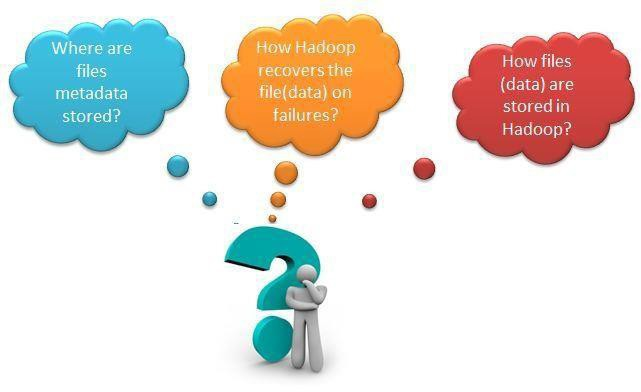 Where are
files
metadata
stored?
How Hadoop
recovers the
file(data) on
failures?
How files
(data) are
stored in
Hadoop?